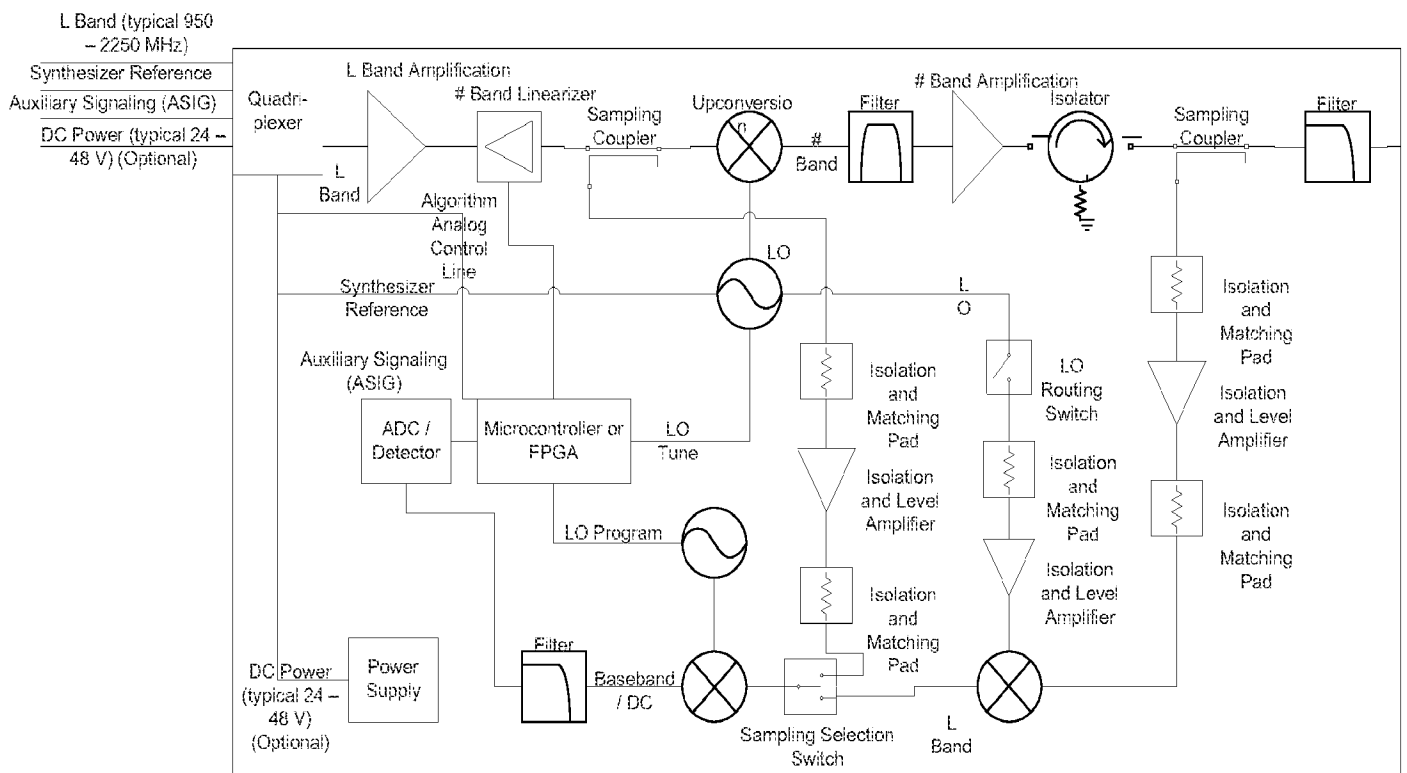 L Band (typical 950
– 2250 MHz)
Synthesizer Reference
Auxiliary Signaling (ASIG)
DC Power (typical 24 –
48 V) (Optional)
Quadri-
plexer
L Band Amplification
# Band Linearizer
Sampling
Coupler
Upconversio
n
Filter
# Band Amplification
Isolator
Sampling
Coupler
Filter
L
Band
#
Band
Algorithm
Analog
Control
Line
LO
Synthesizer
Reference
L
O
Isolation
and
Matching
Pad
Auxiliary Signaling
(ASIG)
Isolation
and
Matching
Pad
LO
Routing
Switch
Isolation
and Level
Amplifier
ADC /
Detector
Microcontroller or
FPGA
LO
Tune
Isolation
and Level
Amplifier
Isolation
and
Matching
Pad
Isolation
and
Matching
Pad
LO Program
Isolation
and
Matching
Pad
Isolation
and Level
Amplifier
DC Power
(typical 24 –
48 V)
(Optional)
Power
Supply
Filter
Baseband
/ DC
Sampling Selection
Switch
L
Band